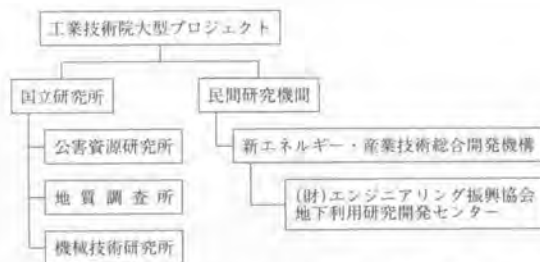 工業技術院大型プロジェクト
国立研究所
民間研究機関
公害資源研究所
地質調査所
機械技術研究所
新エネルギー・産業技術総合開発機構
(財)エンジニアリング振興協会
地下利用研究開発センター